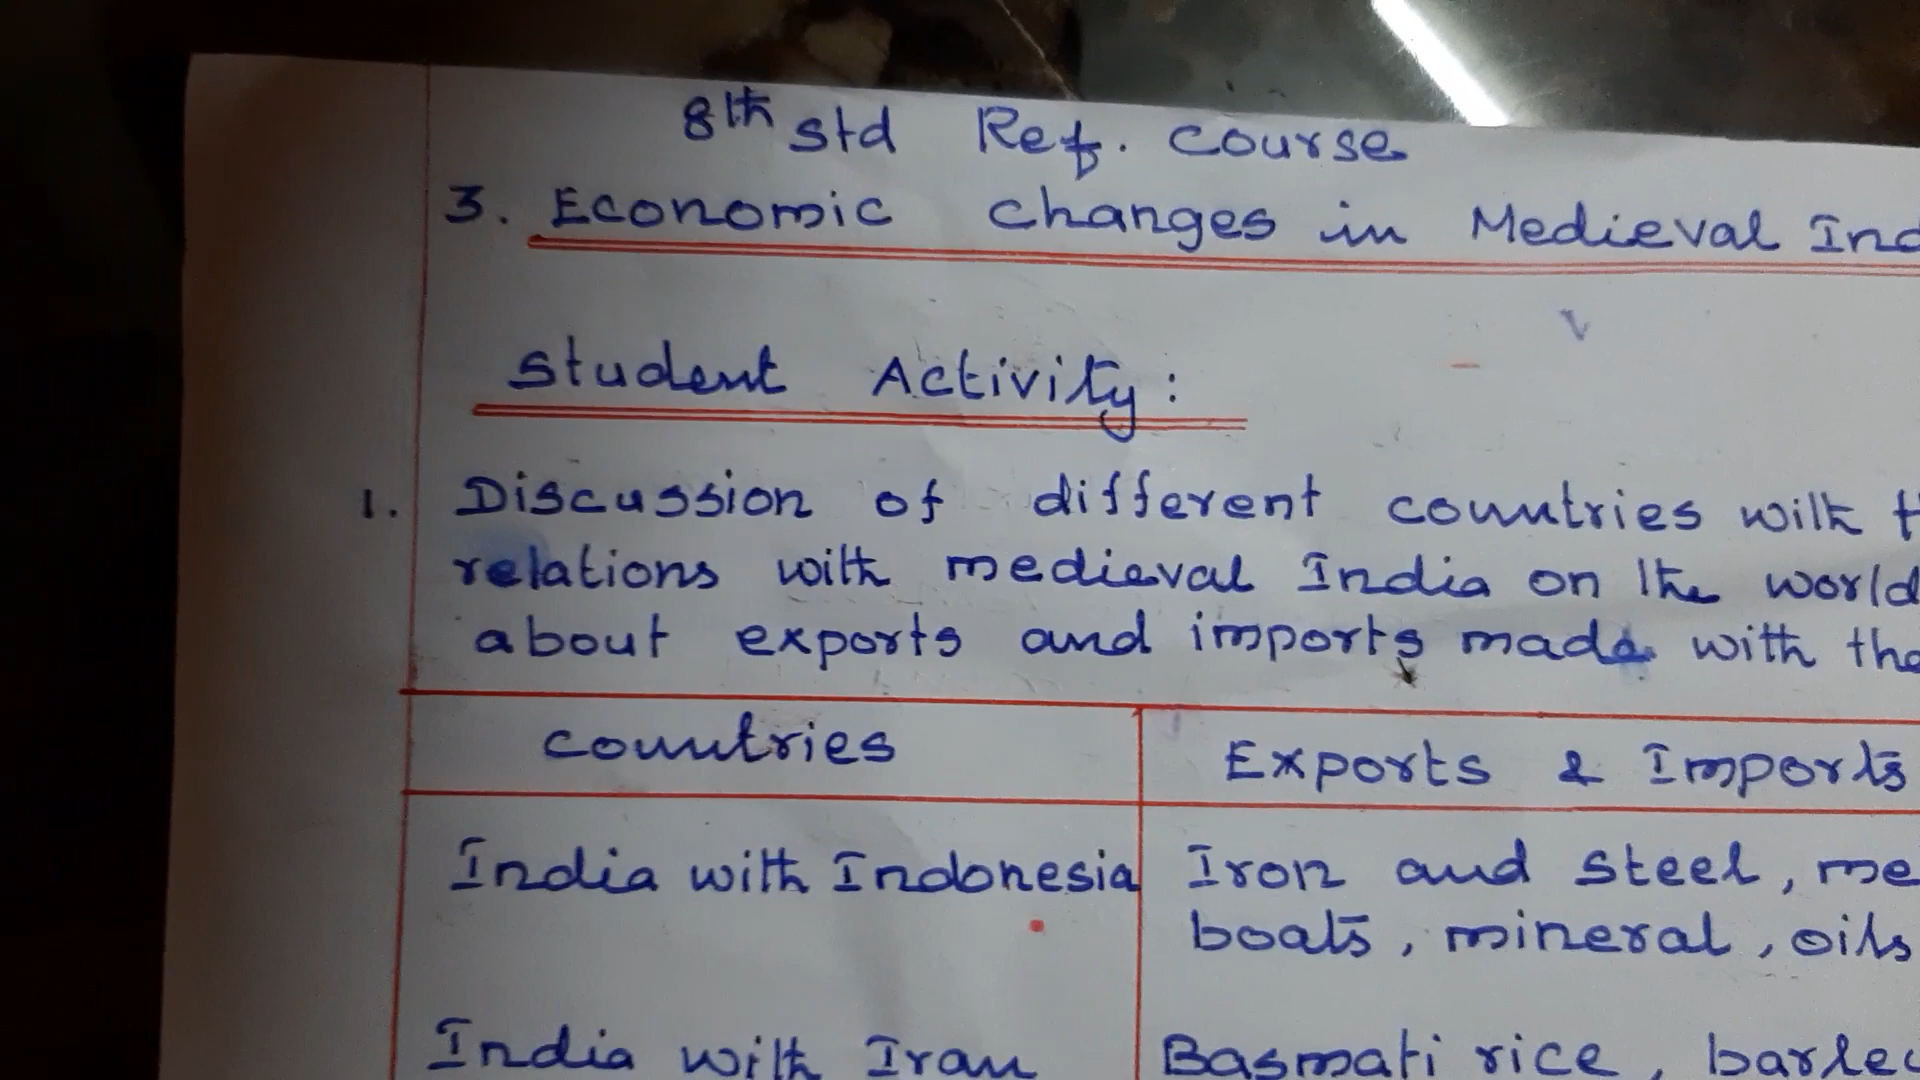 8th std Ref. course
3. Economic changes in Medieval Ind
Student Activity:
1. Discussion of different countries with t
relations with medieval India on the world
about exports and imports made with the
countries
Exports & Imports
India with Indonesia
Iron and steel, me
boats, mineral, oils
India with Iran
Basmati rice, barle